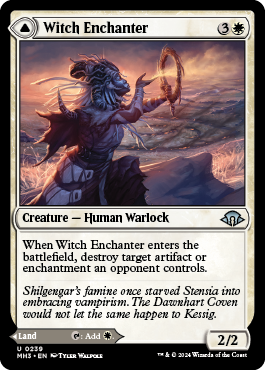 Witch Enchanter 3
Creature — Human Warlock
When Witch Enchanter enters the
battlefield, destroy target artifact or
enchantment an opponent controls.
Shilgengar's famine once starved Stensia into
embracing vampirism. The Dawnhart Coven
would not let the same happen to Kessig.
Land : Add
2/2
U 0239
MH3 • EN Tyler Walpole
™ & © 2024 Wizards of the Coast